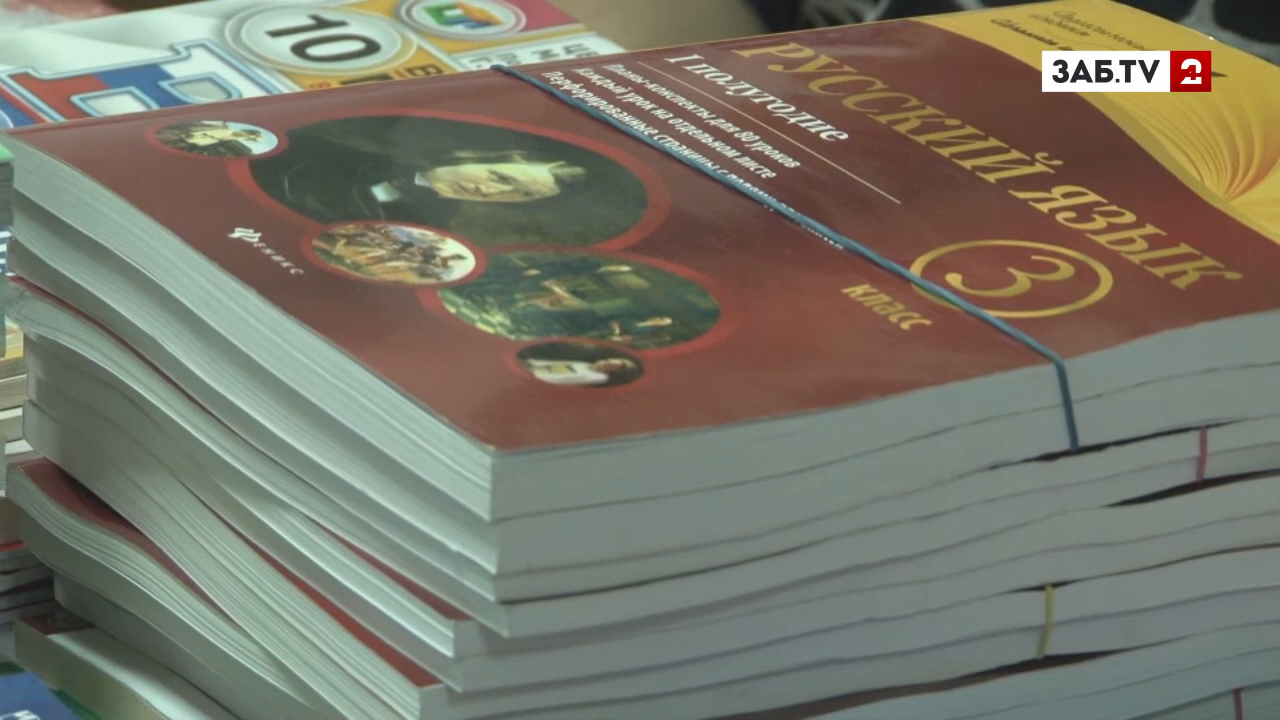 10
ЗАБ.TV 2
РУССКИЙ ЯЗЫК
I ПОЛУГОДИЕ
Планы-конспекты для 80 уроков
Каждый урок на отдельном листе
Перфорированные страницы с
3
класс
Феникс